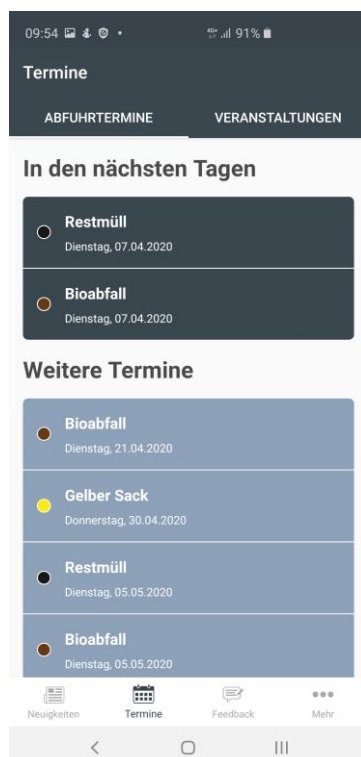 09:54 91%
Termine
ABFUHRTERMINE VERANSTALTUNGEN
In den nächsten Tagen
Restmüll
Dienstag, 07.04.2020
Bioabfall
Dienstag, 07.04.2020
Weitere Termine
Bioabfall
Dienstag, 21.04.2020
Gelber Sack
Donnerstag, 30.04.2020
Restmüll
Dienstag, 05.05.2020
Bioabfall
Dienstag, 05.05.2020
Neuigkeiten Termine Feedback Mehr